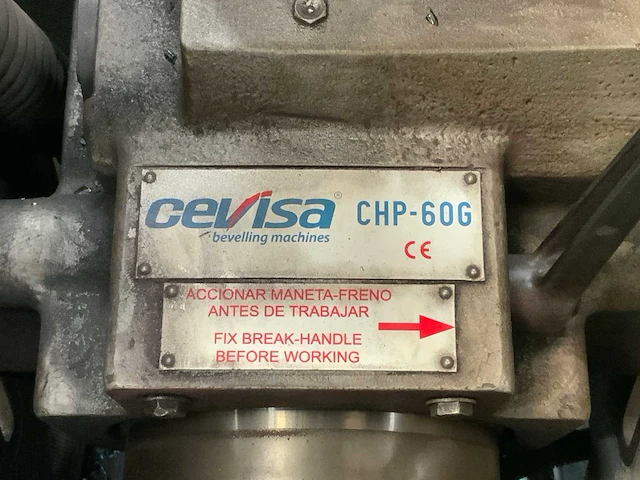 cevisa® CHP-60G
bevelling machines
CE
ACCIONAR MANETA-FRENO
ANTES DE TRABAJAR
FIX BREAK-HANDLE
BEFORE WORKING